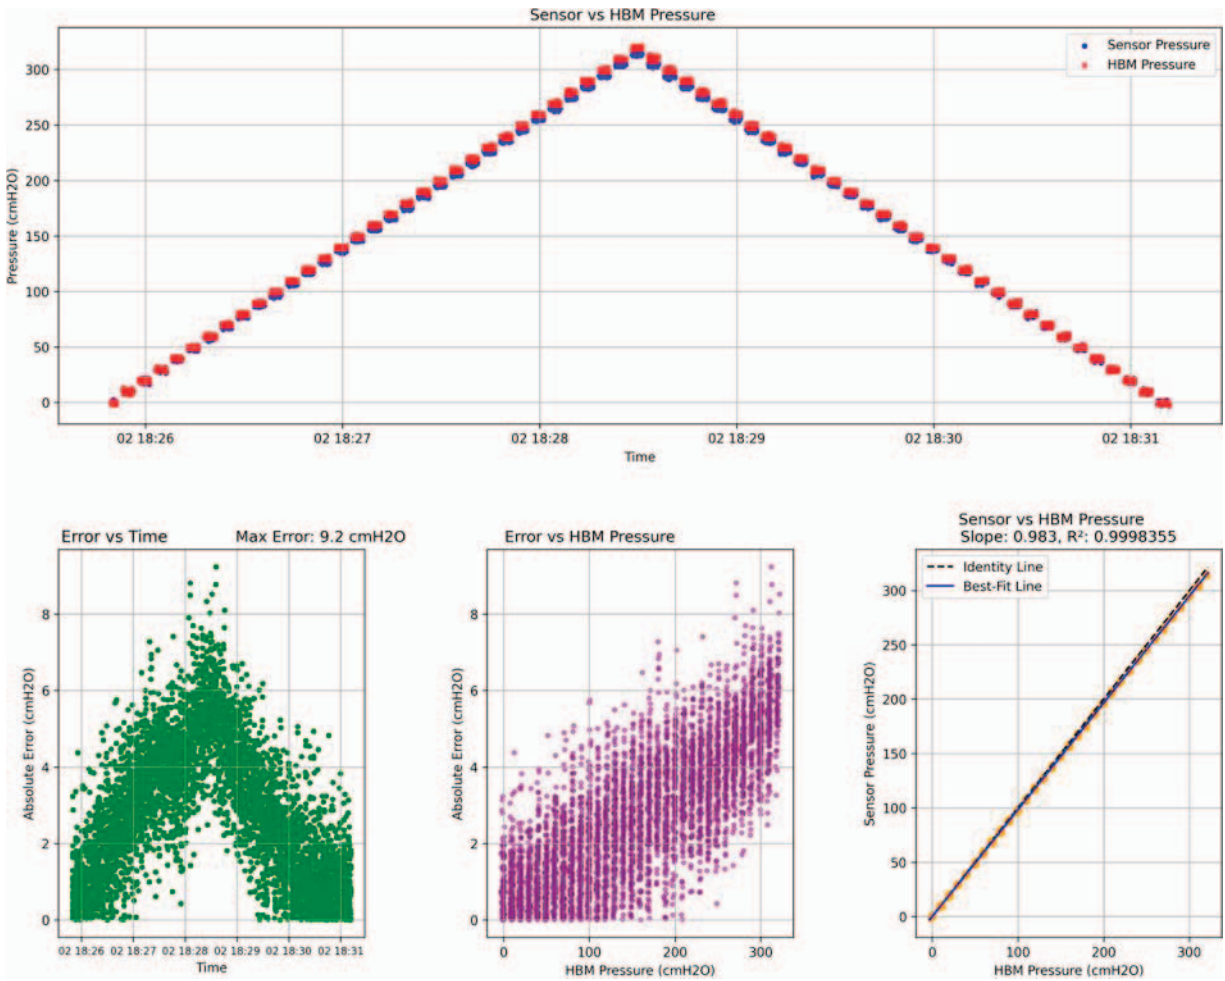 Sensor vs HBM Pressure
Sensor Pressure
HBM Pressure
300
250
200
150
100
50
0
Pressure (cmH2O)
02 18:26 02 18:27 02 18:28 02 18:29 02 18:30 02 18:31
Time
Error vs Time Max Error: 9.2 cmH2O
8
6
4
2
0
Absolute Error (cmH2O)
02 18:26 02 18:27 02 18:28 02 18:29 02 18:30 02 18:31
Time
Error vs HBM Pressure
8
6
4
2
0
Absolute Error (cmH2O)
0 100 200 300
HBM Pressure (cmH2O)
Sensor vs HBM Pressure
Slope: 0.983, R²: 0.9998355
Identity Line
Best-Fit Line
300
250
200
150
100
50
0
Sensor Pressure (cmH2O)
0 100 200 300
HBM Pressure (cmH2O)